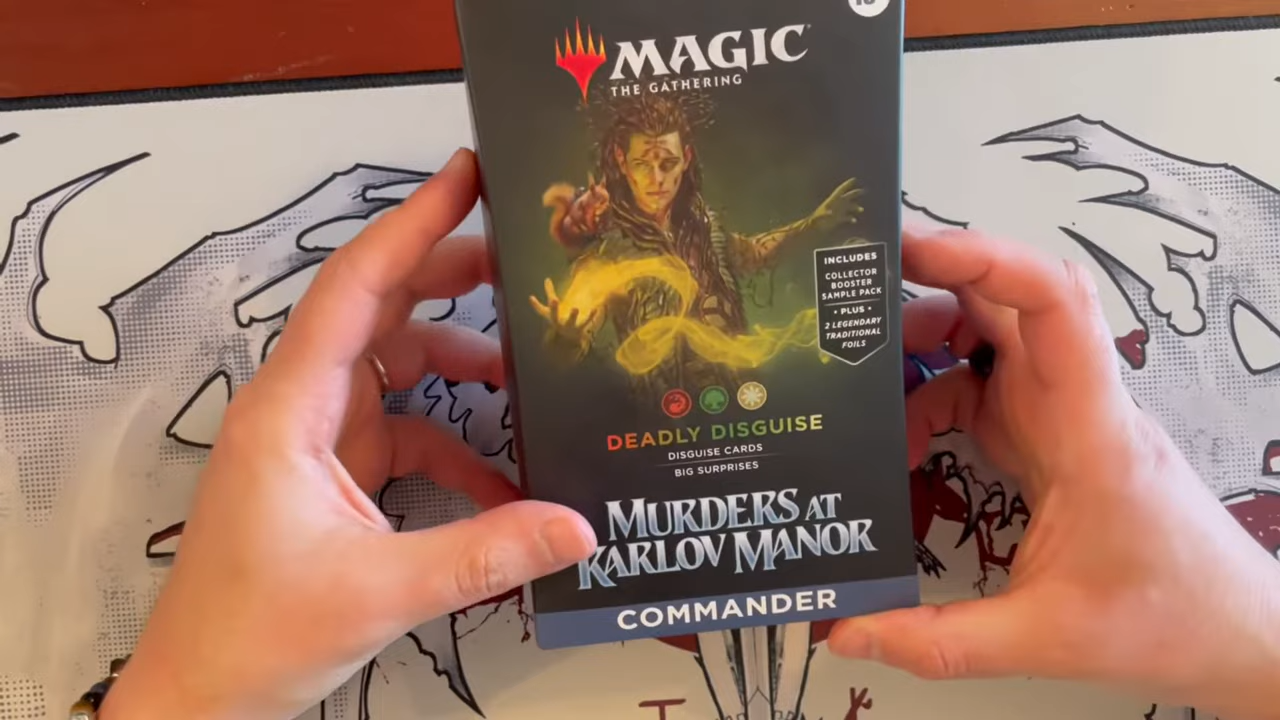 MAGIC
THE GATHERING
INCLUDES
COLLECTOR
BOOSTER
SAMPLE PACK
• PLUS •
2 LEGENDARY
TRADITIONAL
FOILS
DEADLY DISGUISE
DISGUISE CARDS
BIG SURPRISES
MURDERS AT
KARLOV MANOR
COMMANDER